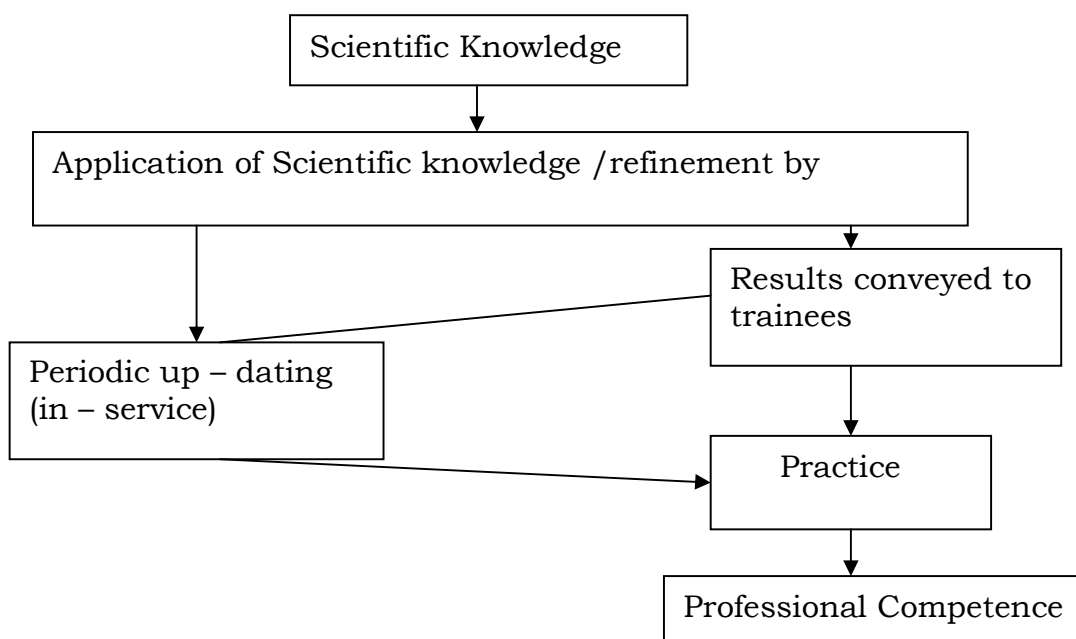 Scientific Knowledge
Application of Scientific knowledge /refinement by
Results conveyed to
trainees
Periodic up – dating
(in – service)
Practice
Professional Competence